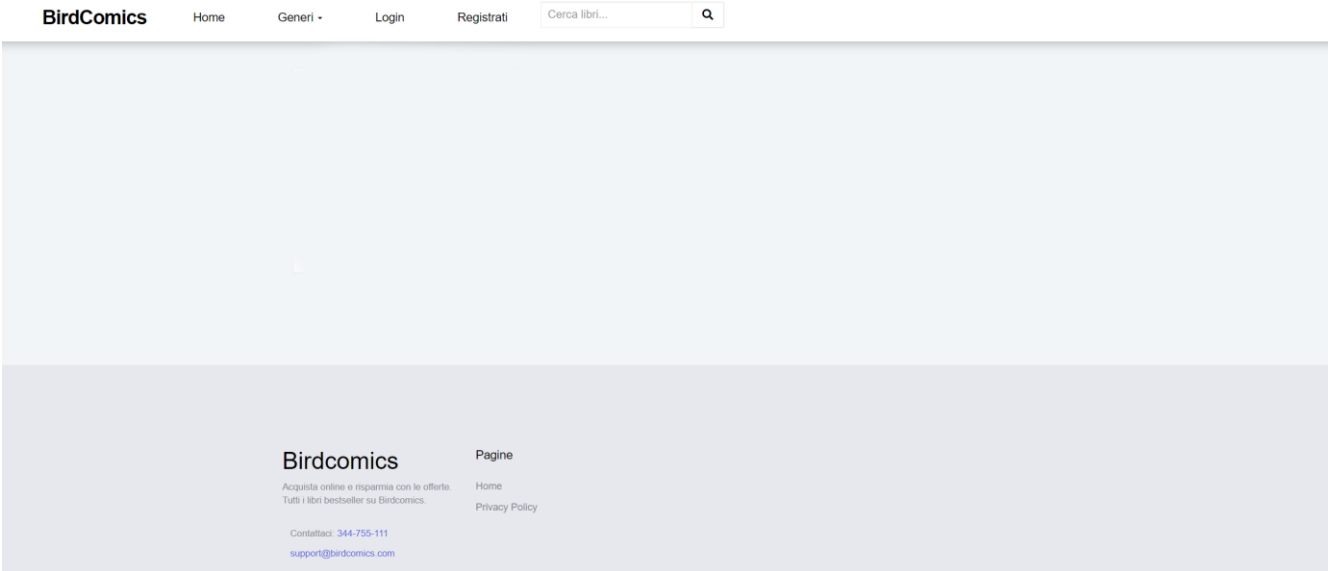 BirdComics Home Generi Login Registrati Cerca libri...
Birdcomics
Acquista online e risparmia con le offerte.
Tutti i libri bestseller su Birdcomics.
Contattaci: 344-755-111
support@birdcomics.com
Pagine
Home
Privacy Policy